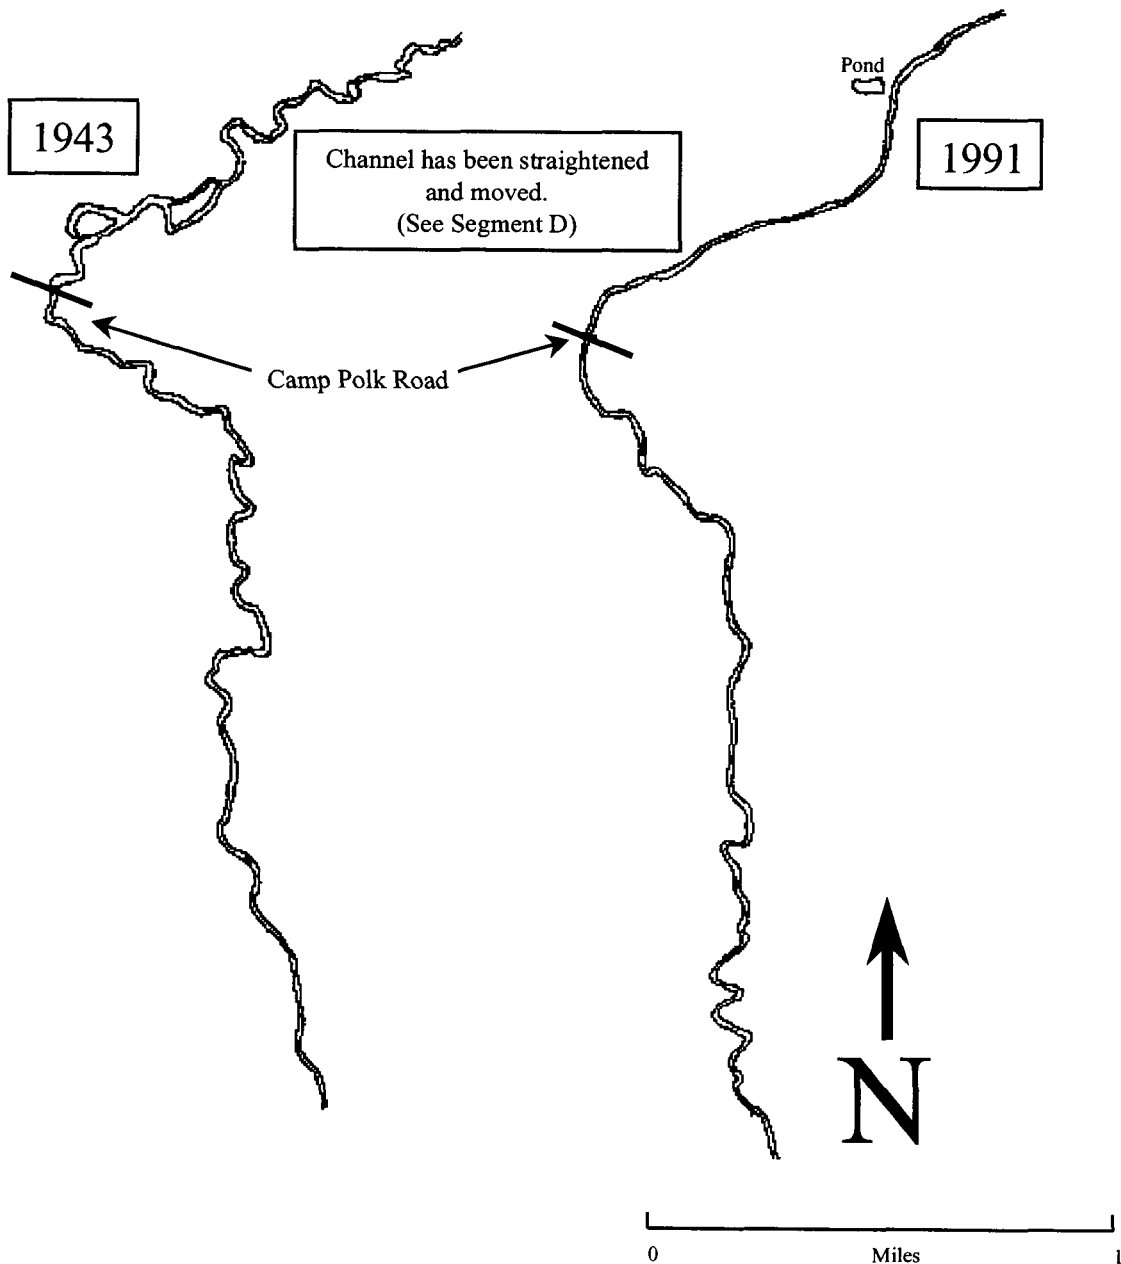 Pond
1943
1991
Channel has been straightened
and moved.
(See Segment D)
Camp Polk Road
N
0
Miles
1